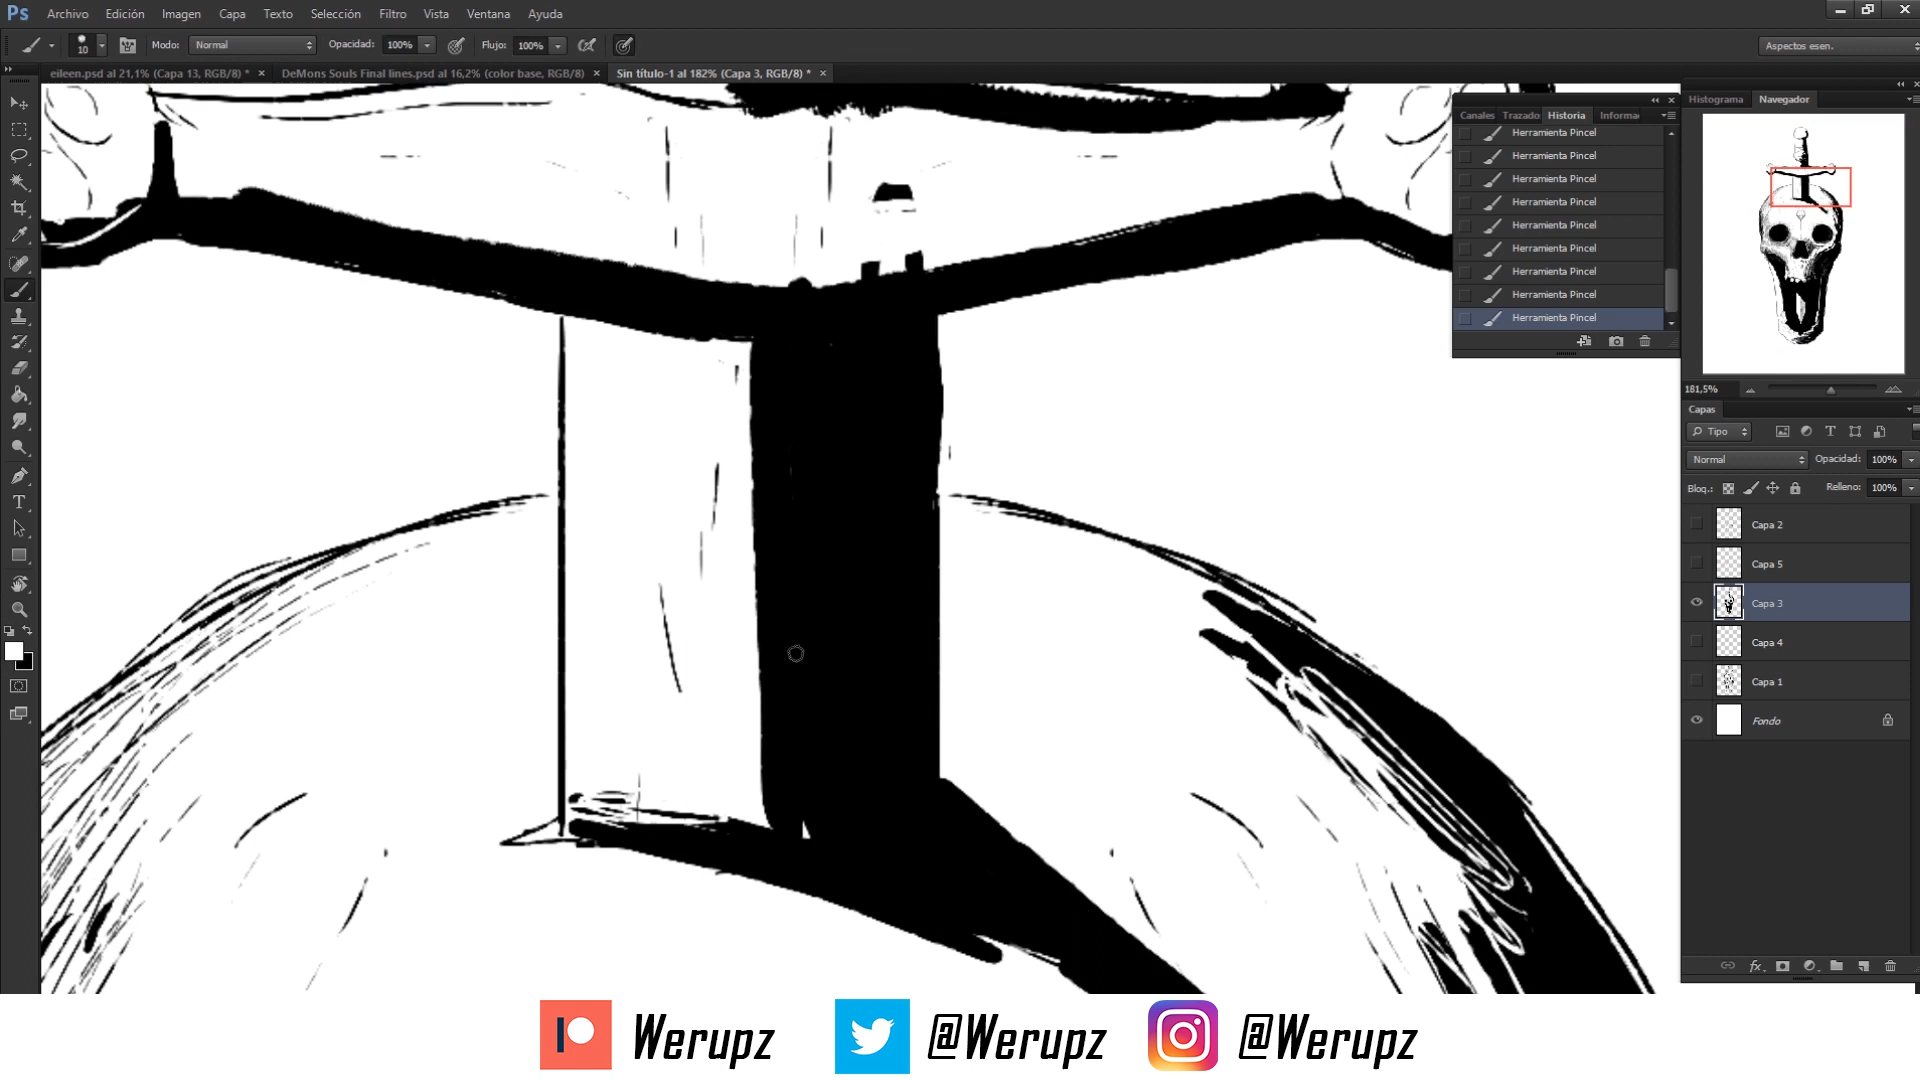 Ps Archivo Edición Imagen Capa Texto Selección Filtro Vista Ventana Ayuda
10 Modo: Normal Opacidad: 100% Flujo: 100% Aspectos esen.
eileen.psd al 21,1% (Capa 13, RGB/8) * × DeMons Souls Final lines.psd al 16,2% (color base, RGB/8) × Sin título-1 al 182% (Capa 3, RGB/8) * ×
Canales Trazado Historia Informa
Herramienta Pincel
Herramienta Pincel
Herramienta Pincel
Herramienta Pincel
Herramienta Pincel
Herramienta Pincel
Herramienta Pincel
Herramienta Pincel
Herramienta Pincel
Histograma Navegador
181,5%
Capas
Tipo
Normal Opacidad: 100%
Bloq.: Relleno: 100%
Capa 2
Capa 5
Capa 3
Capa 4
Capa 1
Fondo
fx
Werupz @Werupz @Werupz